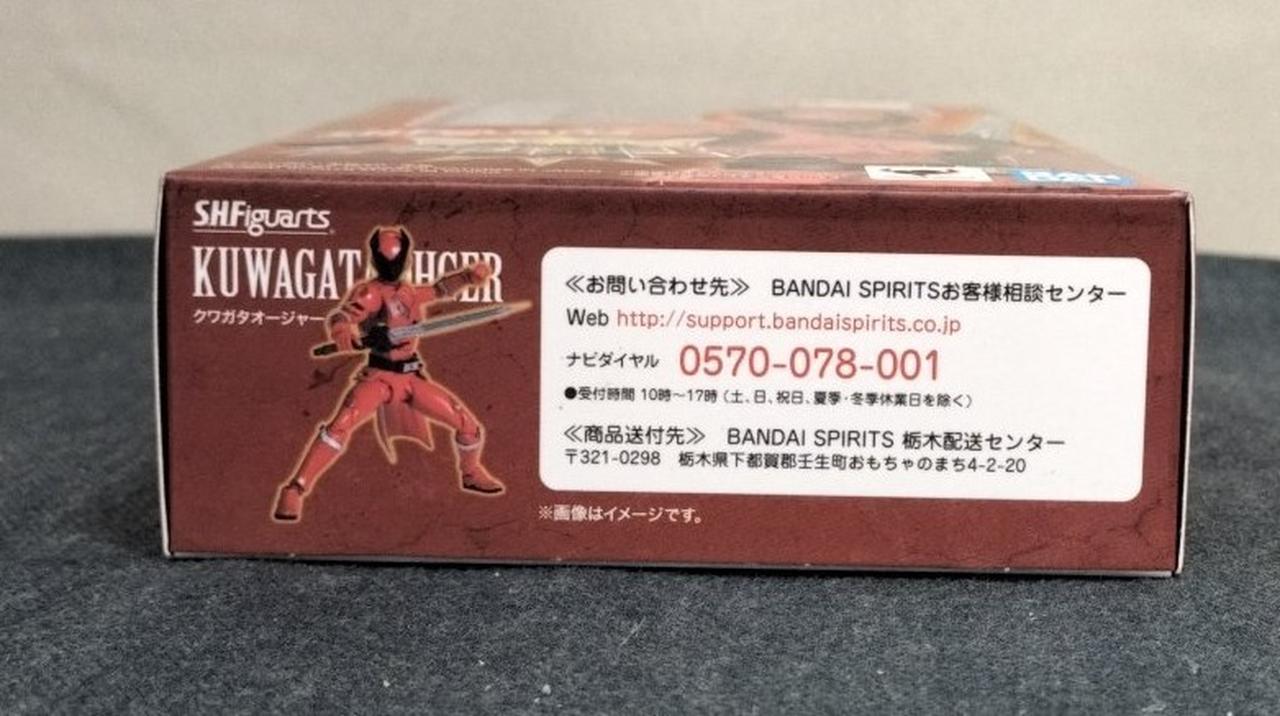 SHFiguarts
KUWAGAT HGER
クワガタオージャー
≪お問い合わせ先≫ BANDAI SPIRITSお客様相談センター
Web http://support.bandaispirits.co.jp
ナビダイヤル 0570-078-001
●受付時間 10時〜17時（土、日、祝日、夏季・冬季休業日を除く）
≪商品送付先≫ BANDAI SPIRITS 栃木配送センター
〒321-0298 栃木県下都賀郡壬生町おもちゃのまち4-2-20
※画像はイメージです。